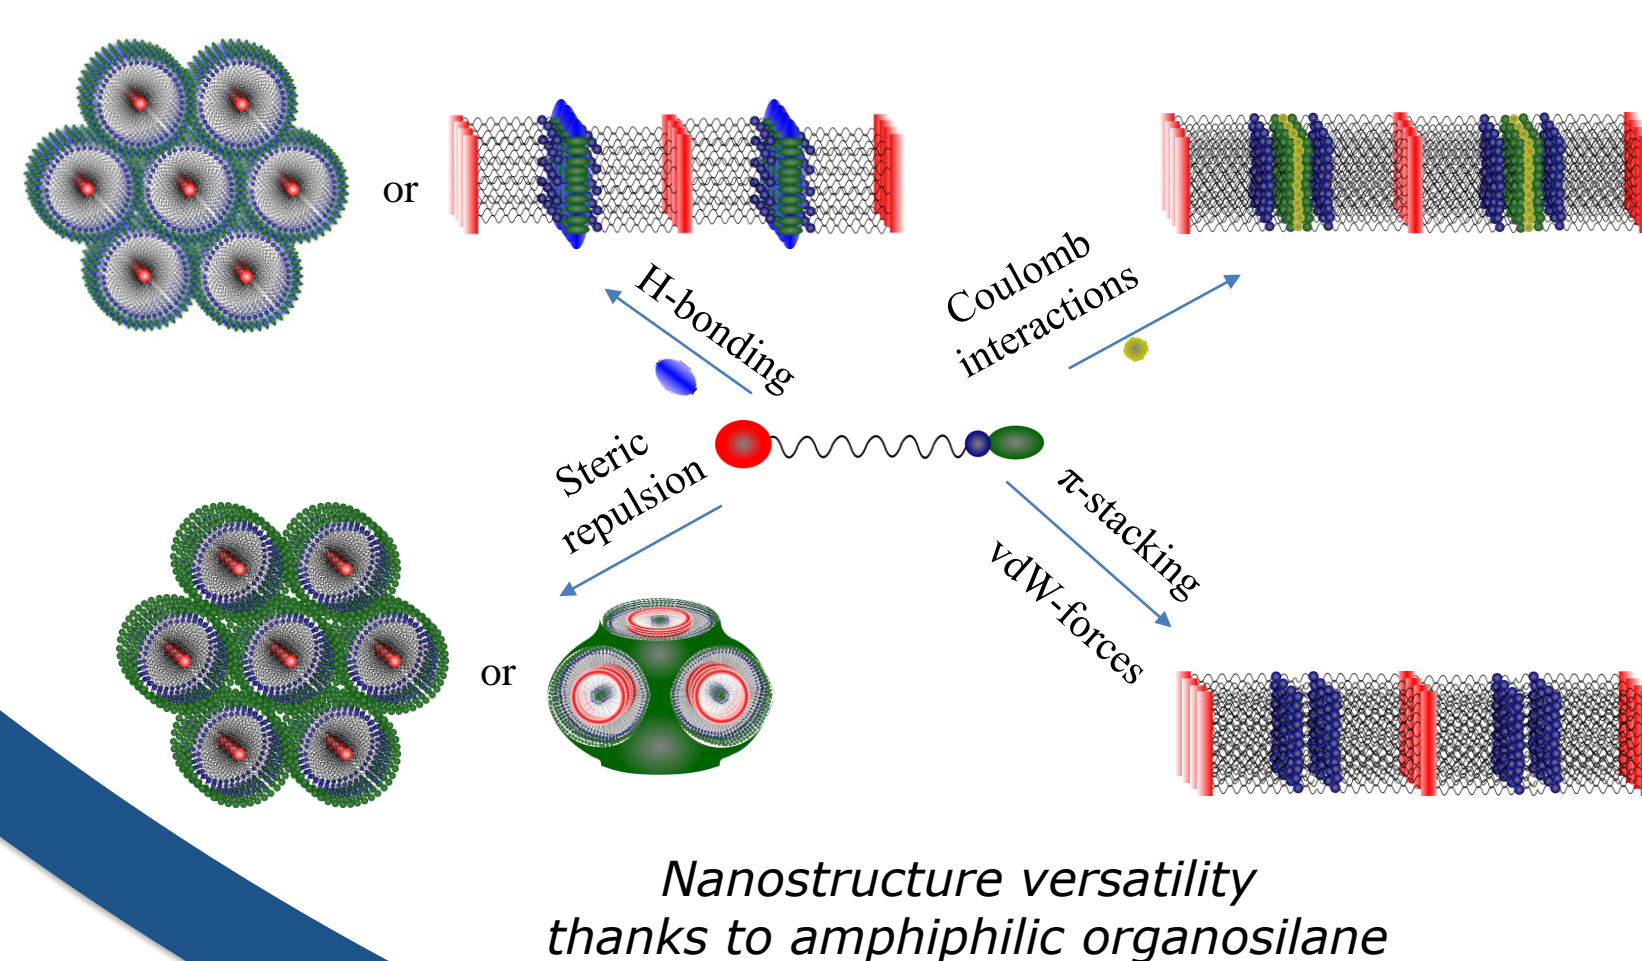 or
H-bonding
Coulomb
interactions
Steric
repulsion
π-stacking
vdW-forces
or
Nanostructure versatility
thanks to amphiphilic organosilane